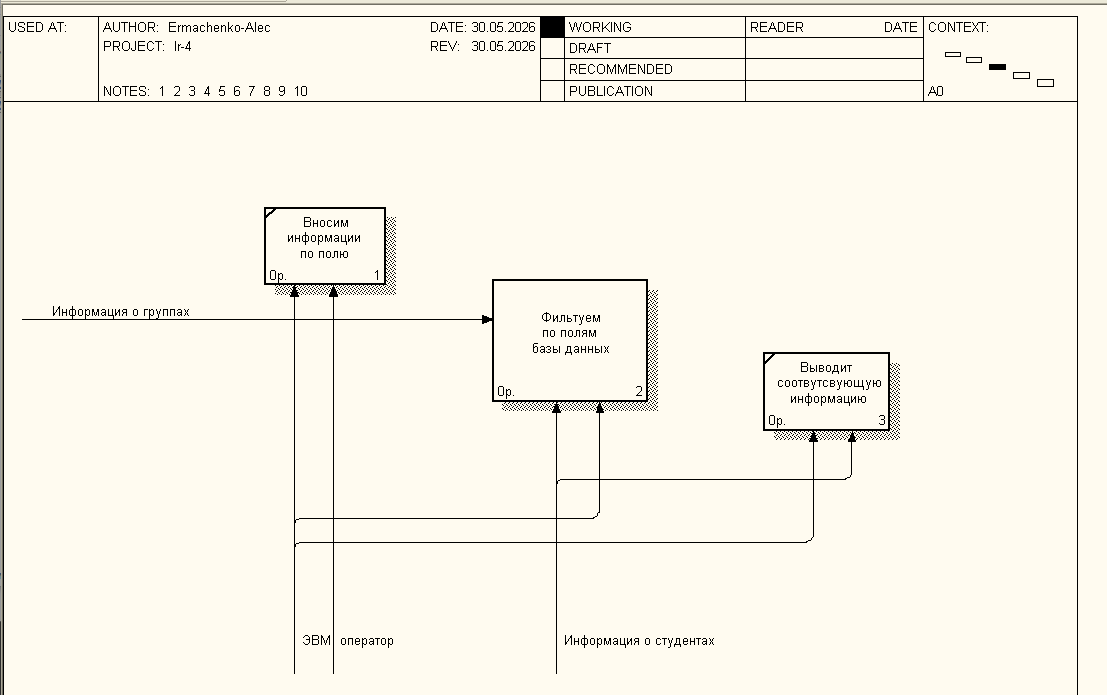 USED AT:
AUTHOR: Ermachenko-Alec
DATE: 30.05.2026
WORKING
READER DATE
CONTEXT:
PROJECT: Ir-4
REV: 30.05.2026
DRAFT
RECOMMENDED
NOTES: 1 2 3 4 5 6 7 8 9 10
PUBLICATION
A0
Вносим
информации
по полю
0р. 1
Информация о группах
Фильтуем
по полям
базы данных
0р. 2
Выводит
соотвутсвующую
информацию
0р. 3
ЭВМ
оператор
Информация о студентах